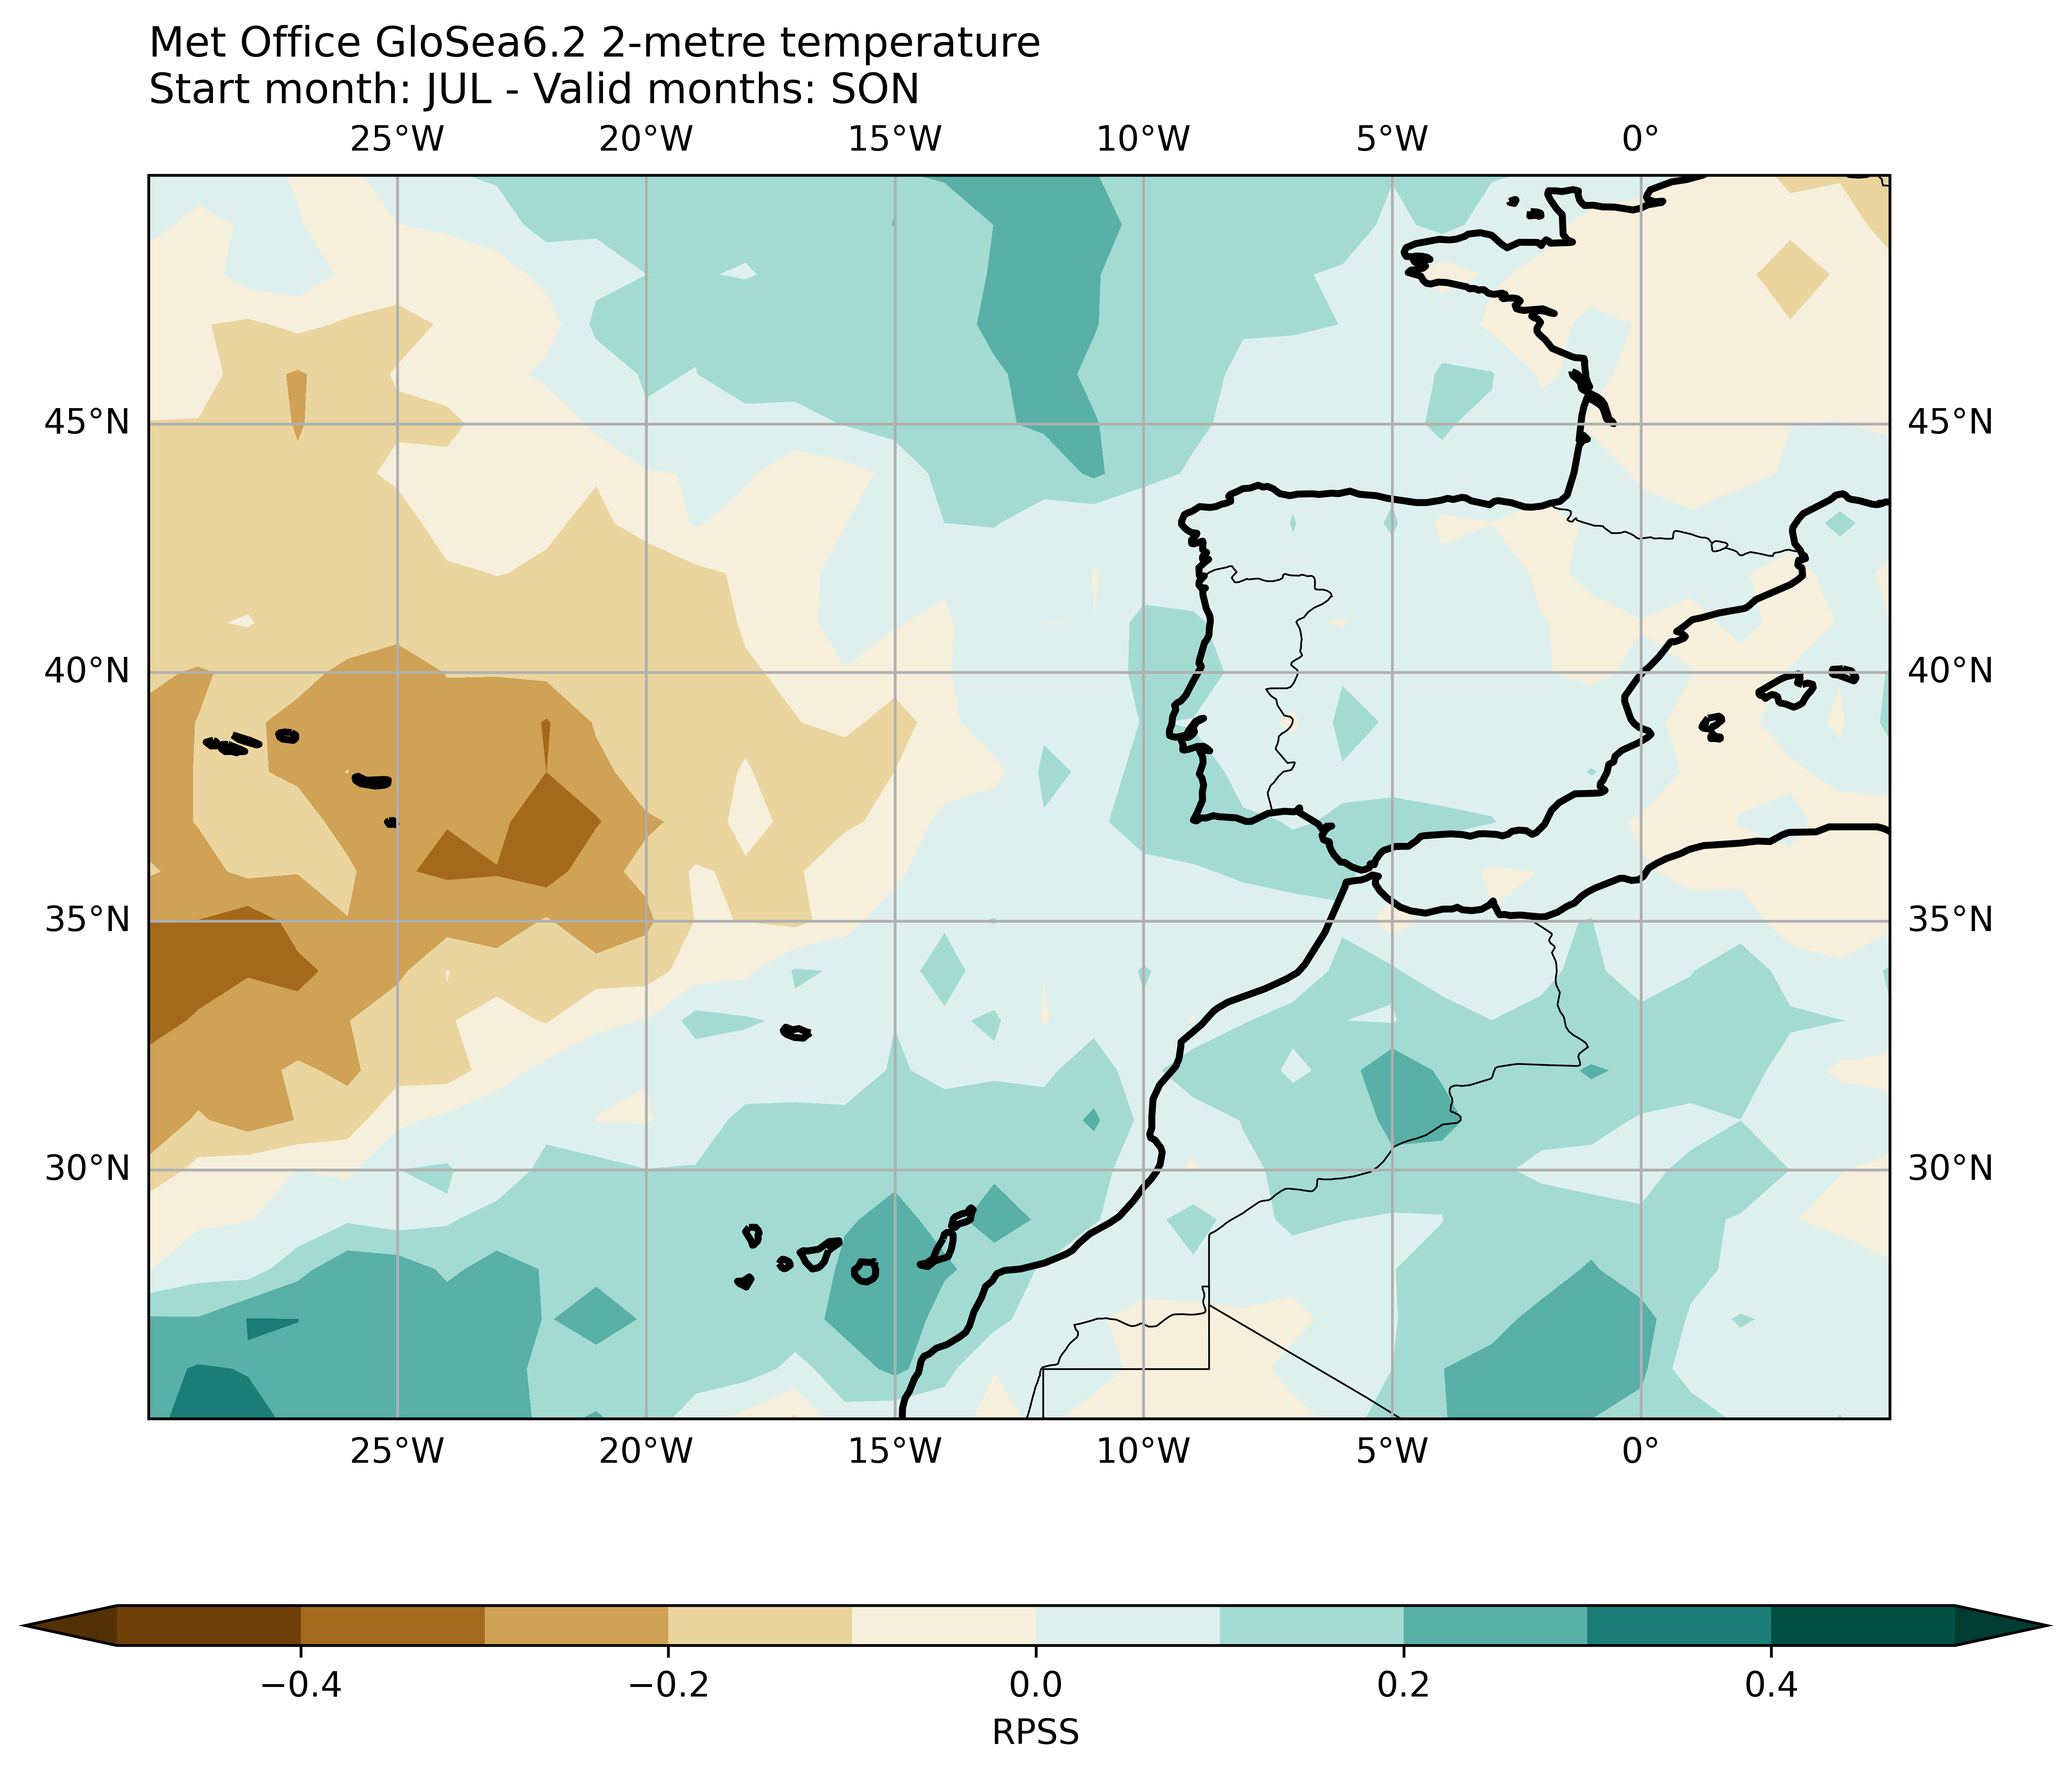 Met Office GloSea6.2 2-metre temperature
Start month: JUL - Valid months: SON
25°W 20°W 15°W 10°W 5°W 0°
45°N 45°N
40°N 40°N
35°N 35°N
30°N 30°N
25°W 20°W 15°W 10°W 5°W 0°
−0.4 −0.2 0.0 0.2 0.4
RPSS